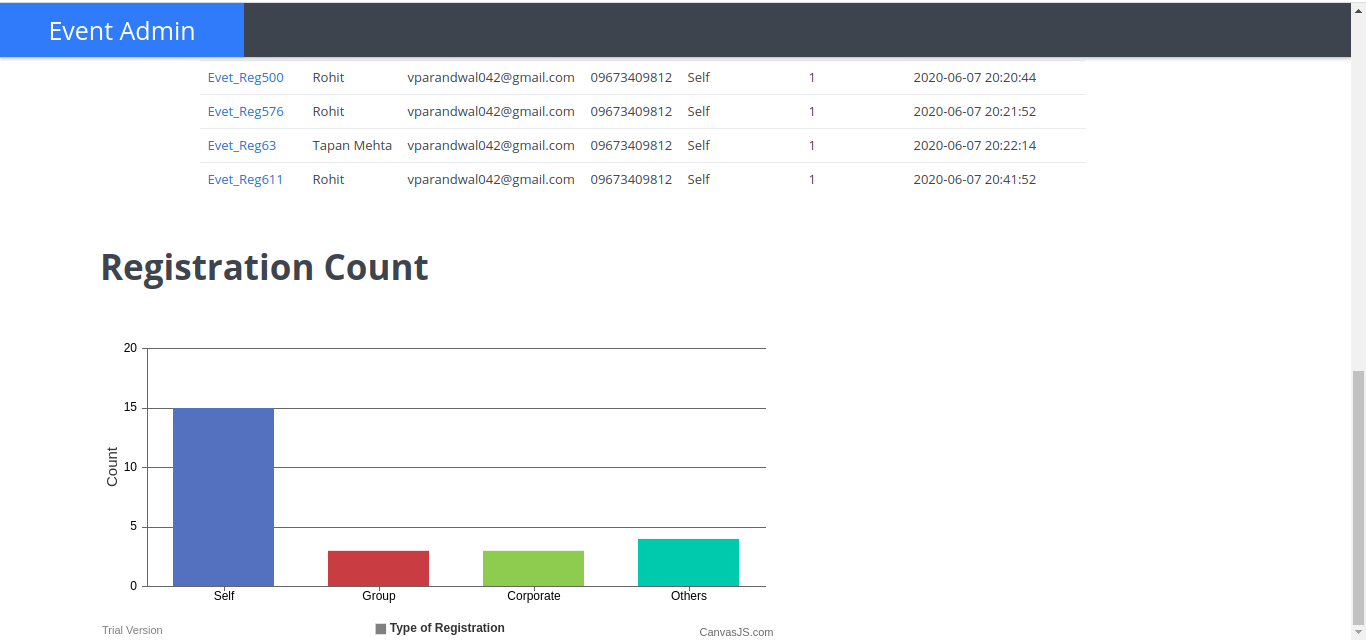 Event Admin
Evet_Reg500 Rohit vparandwal042@gmail.com 09673409812 Self 1 2020-06-07 20:20:44
Evet_Reg576 Rohit vparandwal042@gmail.com 09673409812 Self 1 2020-06-07 20:21:52
Evet_Reg63 Tapan Mehta vparandwal042@gmail.com 09673409812 Self 1 2020-06-07 20:22:14
Evet_Reg611 Rohit vparandwal042@gmail.com 09673409812 Self 1 2020-06-07 20:41:52
Registration Count
20
15
10
5
0
Count
Self Group Corporate Others
Type of Registration
Trial Version
CanvasJS.com